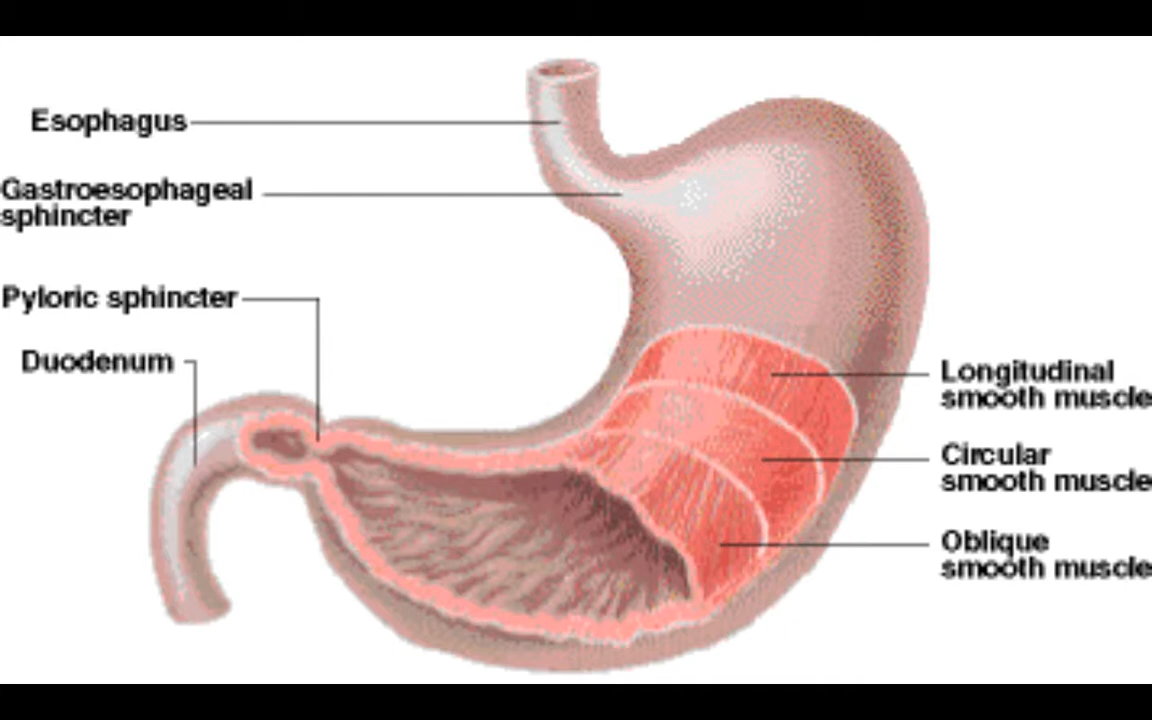 Esophagus
Gastroesophageal
sphincter
Pyloric sphincter
Duodenum
Longitudinal
smooth muscle
Circular
smooth muscle
Oblique
smooth muscle